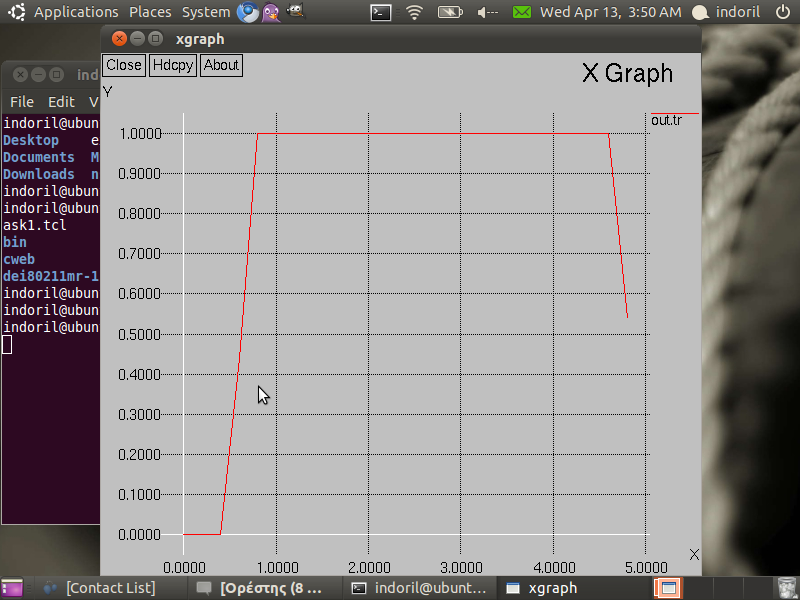 Applications Places System Wed Apr 13, 3:50 AM indoril
xgraph
Close Hdcpy About
X Graph
Y
out.tr
1.0000
0.9000
0.8000
0.7000
0.6000
0.5000
0.4000
0.3000
0.2000
0.1000
0.0000
0.0000 1.0000 2.0000 3.0000 4.0000 5.0000
X
ind
File Edit V
indoril@ubun
Desktop e
Documents M
Downloads n
indoril@ubun
indoril@ubun
ask1.tcl
bin
cweb
dei80211mr-1
indoril@ubun
indoril@ubun
indoril@ubun
[Contact List] [Ορέστης (8 ... indoril@ubunt... xgraph